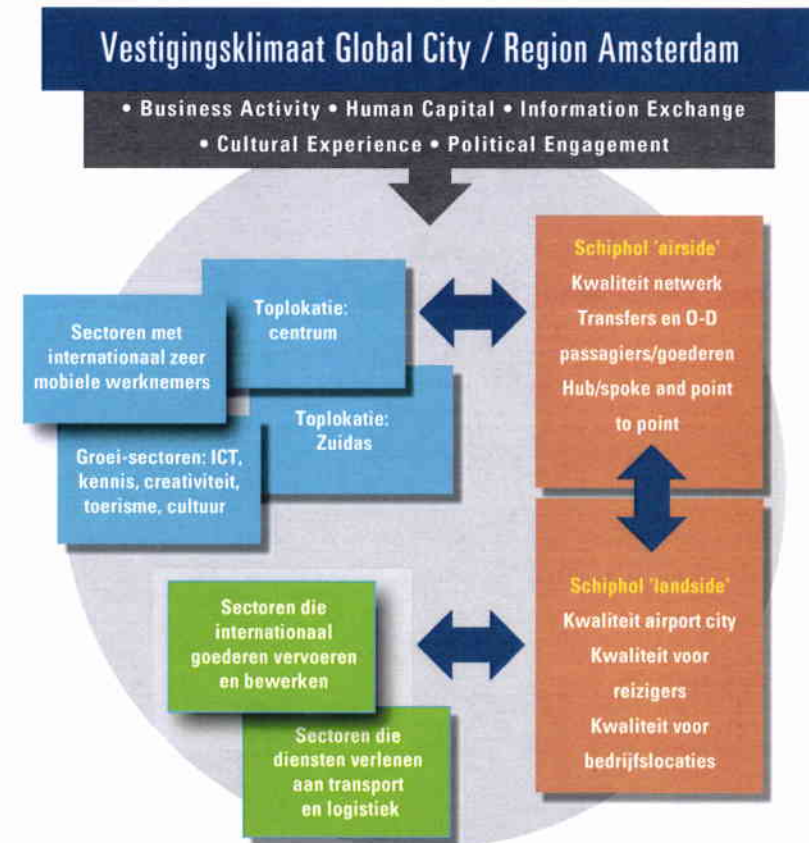 Vestigingsklimaat Global City / Region Amsterdam
• Business Activity • Human Capital • Information Exchange
• Cultural Experience • Political Engagement
Toplokatie:
centrum
Sectoren met
internationaal zeer
mobiele werknemers
Toplokatie:
Zuidas
Groei-sectoren: ICT,
kennis, creativiteit,
toerisme, cultuur
Schiphol 'airside'
Kwaliteit netwerk
Transfers en O-D
passagiers/goederen
Hub/spoke and point
to point
Sectoren die
internationaal
goederen vervoeren
en bewerken
Sectoren die
diensten verlenen
aan transport
en logistiek
Schiphol 'landside'
Kwaliteit airport city
Kwaliteit voor
reizigers
Kwaliteit voor
bedrijfslocaties